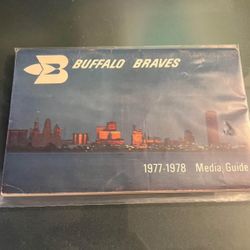 B BUFFALO BRAVES
1977-1978 Media Guide